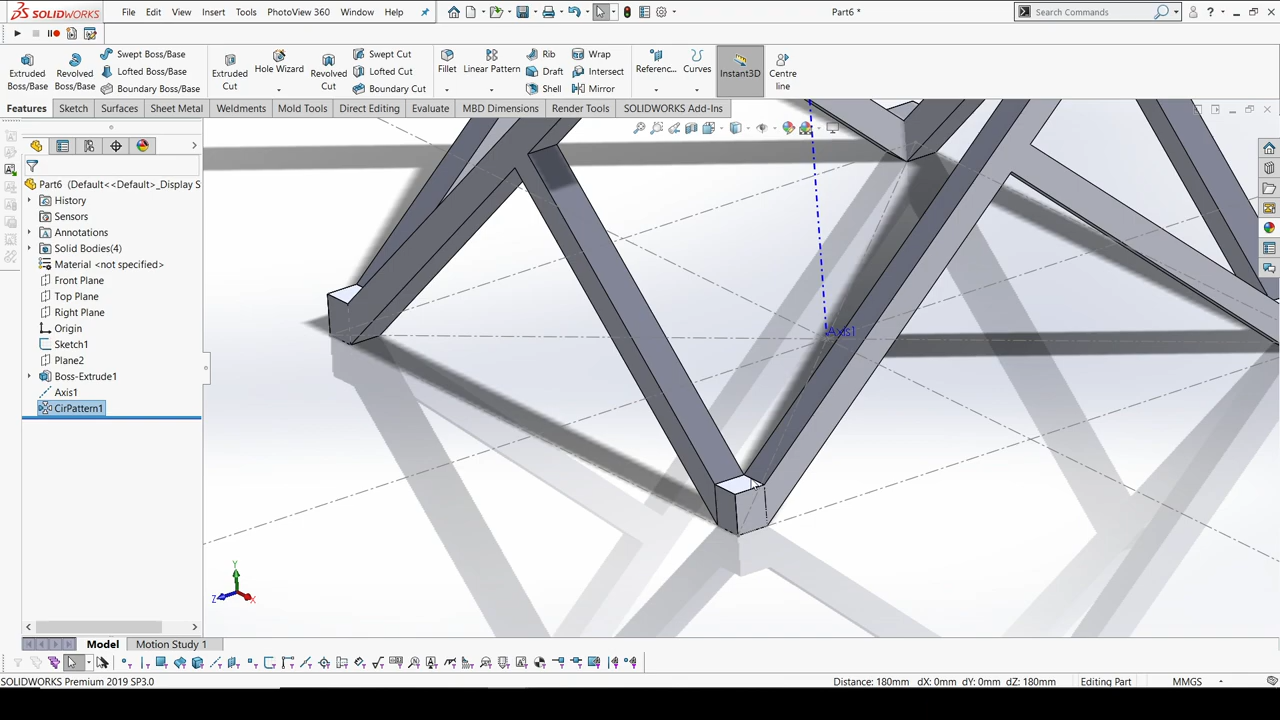 SOLIDWORKS File Edit View Insert Tools PhotoView 360 Window Help Part6 * Search Commands
Extruded Boss/Base
Revolved Boss/Base
Swept Boss/Base
Lofted Boss/Base
Boundary Boss/Base
Extruded Cut
Hole Wizard
Revolved Cut
Swept Cut
Lofted Cut
Boundary Cut
Fillet
Linear Pattern
Rib
Draft
Shell
Wrap
Intersect
Mirror
Referenc...
Curves
Instant3D
Centre line
Features Sketch Surfaces Sheet Metal Weldments Mold Tools Direct Editing Evaluate MBD Dimensions Render Tools SOLIDWORKS Add-Ins
Part6 (Default<<Default>_Display S
History
Sensors
Annotations
Solid Bodies(4)
Material <not specified>
Front Plane
Top Plane
Right Plane
Origin
Sketch1
Plane2
Boss-Extrude1
Axis1
CirPattern1
Axis1
Y
Z X
Model Motion Study 1
SOLIDWORKS Premium 2019 SP3.0 Distance: 180mm dX: 0mm dY: 0mm dZ: 180mm Editing Part MMGS